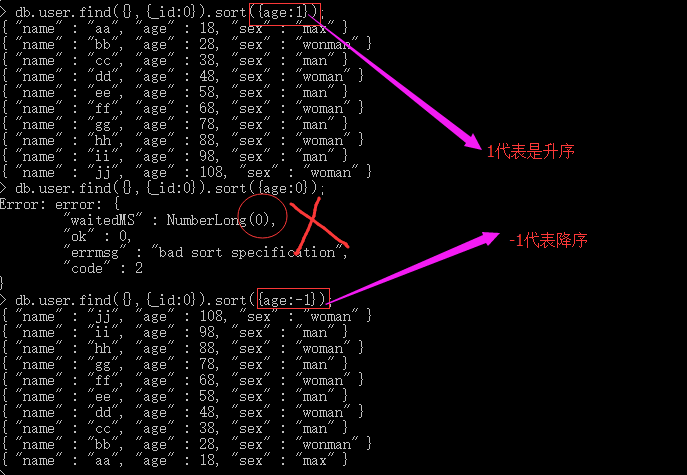 > db.user.find({},{_id:0}).sort({age:1});
{ "name" : "aa", "age" : 18, "sex" : "max" }
{ "name" : "bb", "age" : 28, "sex" : "wonman" }
{ "name" : "cc", "age" : 38, "sex" : "man" }
{ "name" : "dd", "age" : 48, "sex" : "woman" }
{ "name" : "ee", "age" : 58, "sex" : "man" }
{ "name" : "ff", "age" : 68, "sex" : "woman" }
{ "name" : "gg", "age" : 78, "sex" : "man" }
{ "name" : "hh", "age" : 88, "sex" : "woman" }
{ "name" : "ii", "age" : 98, "sex" : "man" }
{ "name" : "jj", "age" : 108, "sex" : "woman" }
1代表是升序
> db.user.find({},{_id:0}).sort({age:0});
Error: error: {
"waitedMS" : NumberLong(0),
"ok" : 0,
"errmsg" : "bad sort specification",
"code" : 2
}
-1代表降序
> db.user.find({},{_id:0}).sort({age:-1});
{ "name" : "jj", "age" : 108, "sex" : "woman" }
{ "name" : "ii", "age" : 98, "sex" : "man" }
{ "name" : "hh", "age" : 88, "sex" : "woman" }
{ "name" : "gg", "age" : 78, "sex" : "man" }
{ "name" : "ff", "age" : 68, "sex" : "woman" }
{ "name" : "ee", "age" : 58, "sex" : "man" }
{ "name" : "dd", "age" : 48, "sex" : "woman" }
{ "name" : "cc", "age" : 38, "sex" : "man" }
{ "name" : "bb", "age" : 28, "sex" : "wonman" }
{ "name" : "aa", "age" : 18, "sex" : "max" }